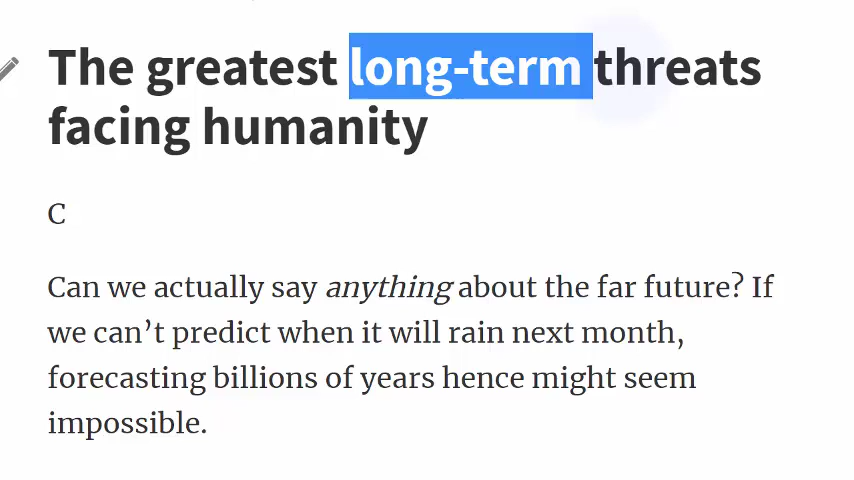 The greatest long-term threats
facing humanity
C
Can we actually say anything about the far future? If
we can’t predict when it will rain next month,
forecasting billions of years hence might seem
impossible.